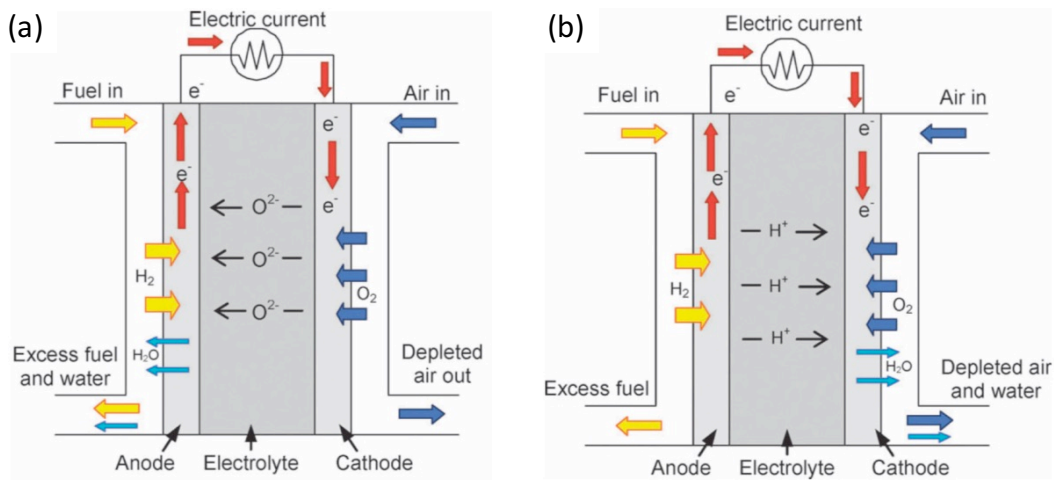 (a)
Electric current
Fuel in
e-
Air in
e-
e-
e-
O2-
O2-
O2-
H2
O2
H2O
Excess fuel
and water
Depleted
air out
Anode
Electrolyte
Cathode
(b)
Electric current
Fuel in
e-
Air in
e-
e-
e-
H+
H+
H+
H2
O2
H2O
Excess fuel
Depleted air
and water
Anode
Electrolyte
Cathode